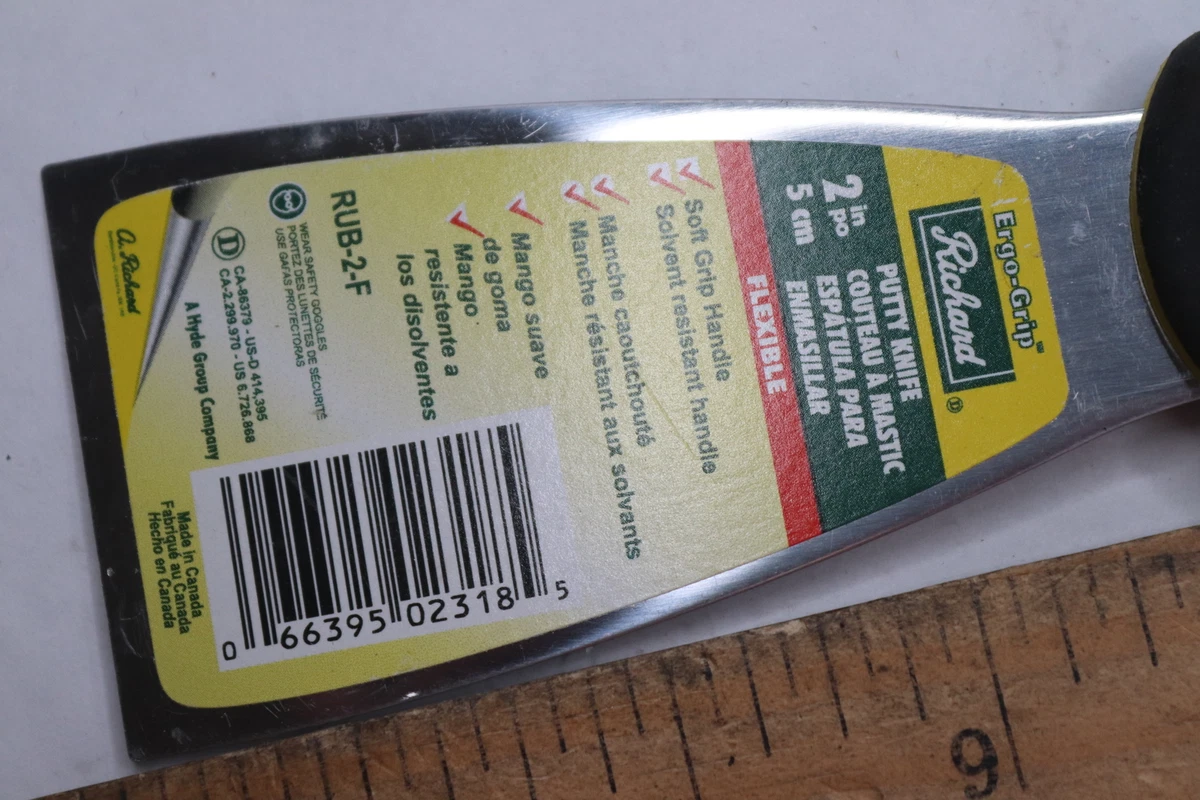 Ergo-Grip™
Richard
D
2 in
po
5 cm
PUTTY KNIFE
COUTEAU À MASTIC
ESPÁTULA PARA
ENMASILLAR
FLEXIBLE
Soft Grip Handle
Solvent resistant handle
Manche caoutchouté
Manche résistant aux solvants
Mango suave
de goma
Mango
resistente a
los disolventes
RUB-2-F
WEAR SAFETY GOGGLES
PORTEZ DES LUNETTES DE SÉCURITÉ
USE GAFAS PROTECTORAS
D CA-96379 - US-D 414,395
CA-2.299.970 - US 6.726.868
A Hyde Group Company
A. Richard
Made in Canada
Fabriqué au Canada
Hecho en Canada
0 66395 02318 5
9